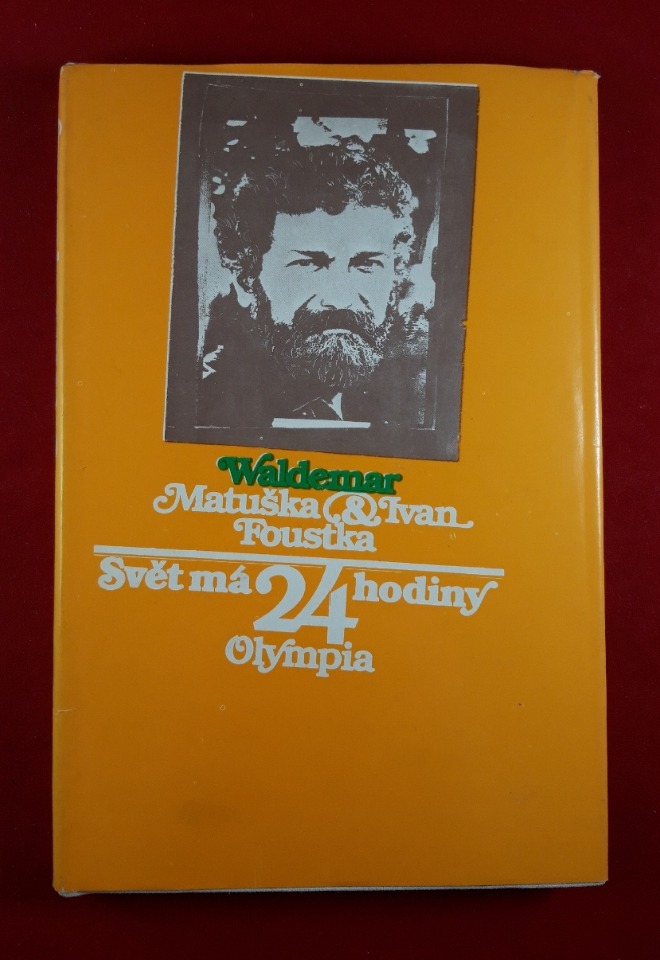 Waldemar
Matuška & Ivan
Foustka
Svět má 24 hodiny
Olympia